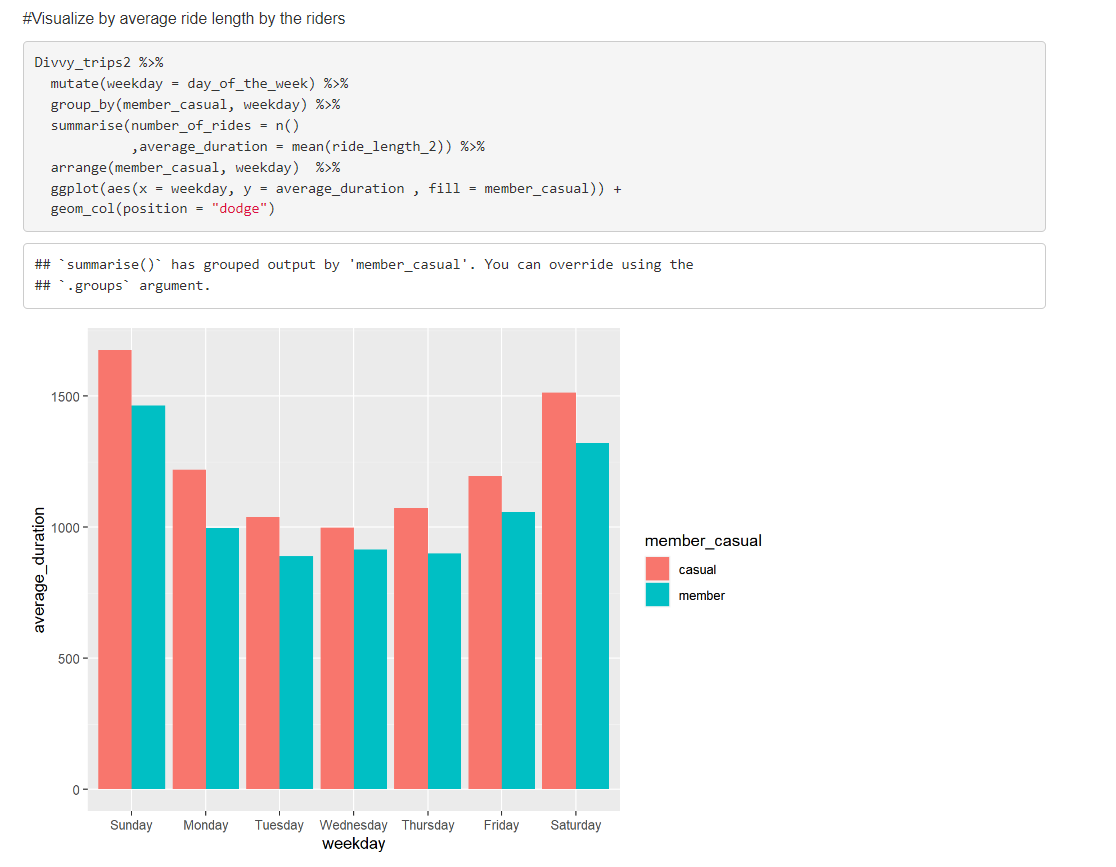 #Visualize by average ride length by the riders
Divvy_trips2 %>%
  mutate(weekday = day_of_the_week) %>%
  group_by(member_casual, weekday) %>%
  summarise(number_of_rides = n()
            ,average_duration = mean(ride_length_2)) %>%
  arrange(member_casual, weekday)  %>%
  ggplot(aes(x = weekday, y = average_duration , fill = member_casual)) +
  geom_col(position = "dodge")
## `summarise()` has grouped output by 'member_casual'. You can override using the
## `.groups` argument.
1500
1000
500
0
average_duration
Sunday Monday Tuesday Wednesday Thursday Friday Saturday
weekday
member_casual
casual
member